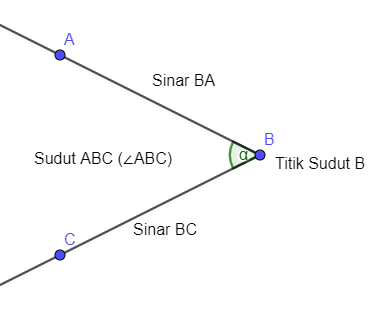 A
Sinar BA
B
Sudut ABC (∠ABC)
α
Titik Sudut B
Sinar BC
C